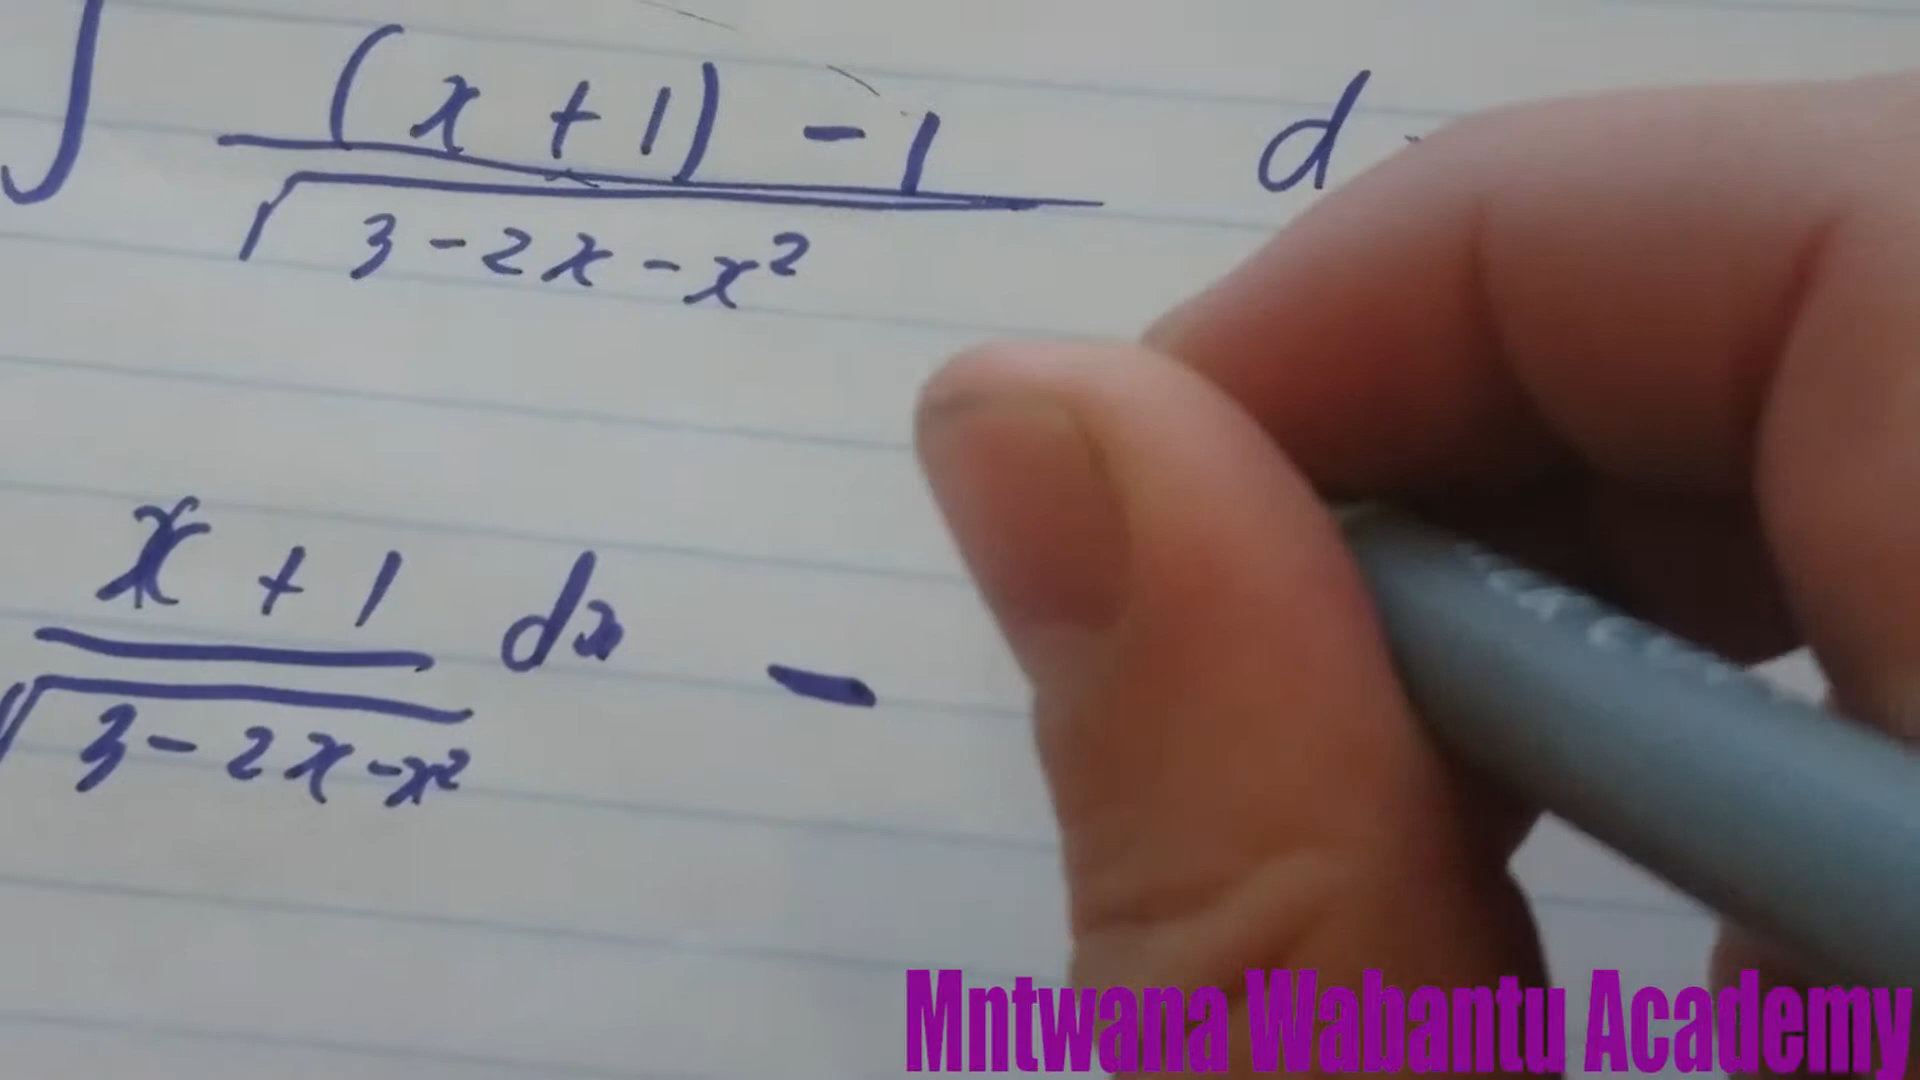 ∫ (x + 1) - 1 d
√3 - 2x - x²
x + 1 dx -
√3 - 2x - x²
Mntwana Wabantu Academy